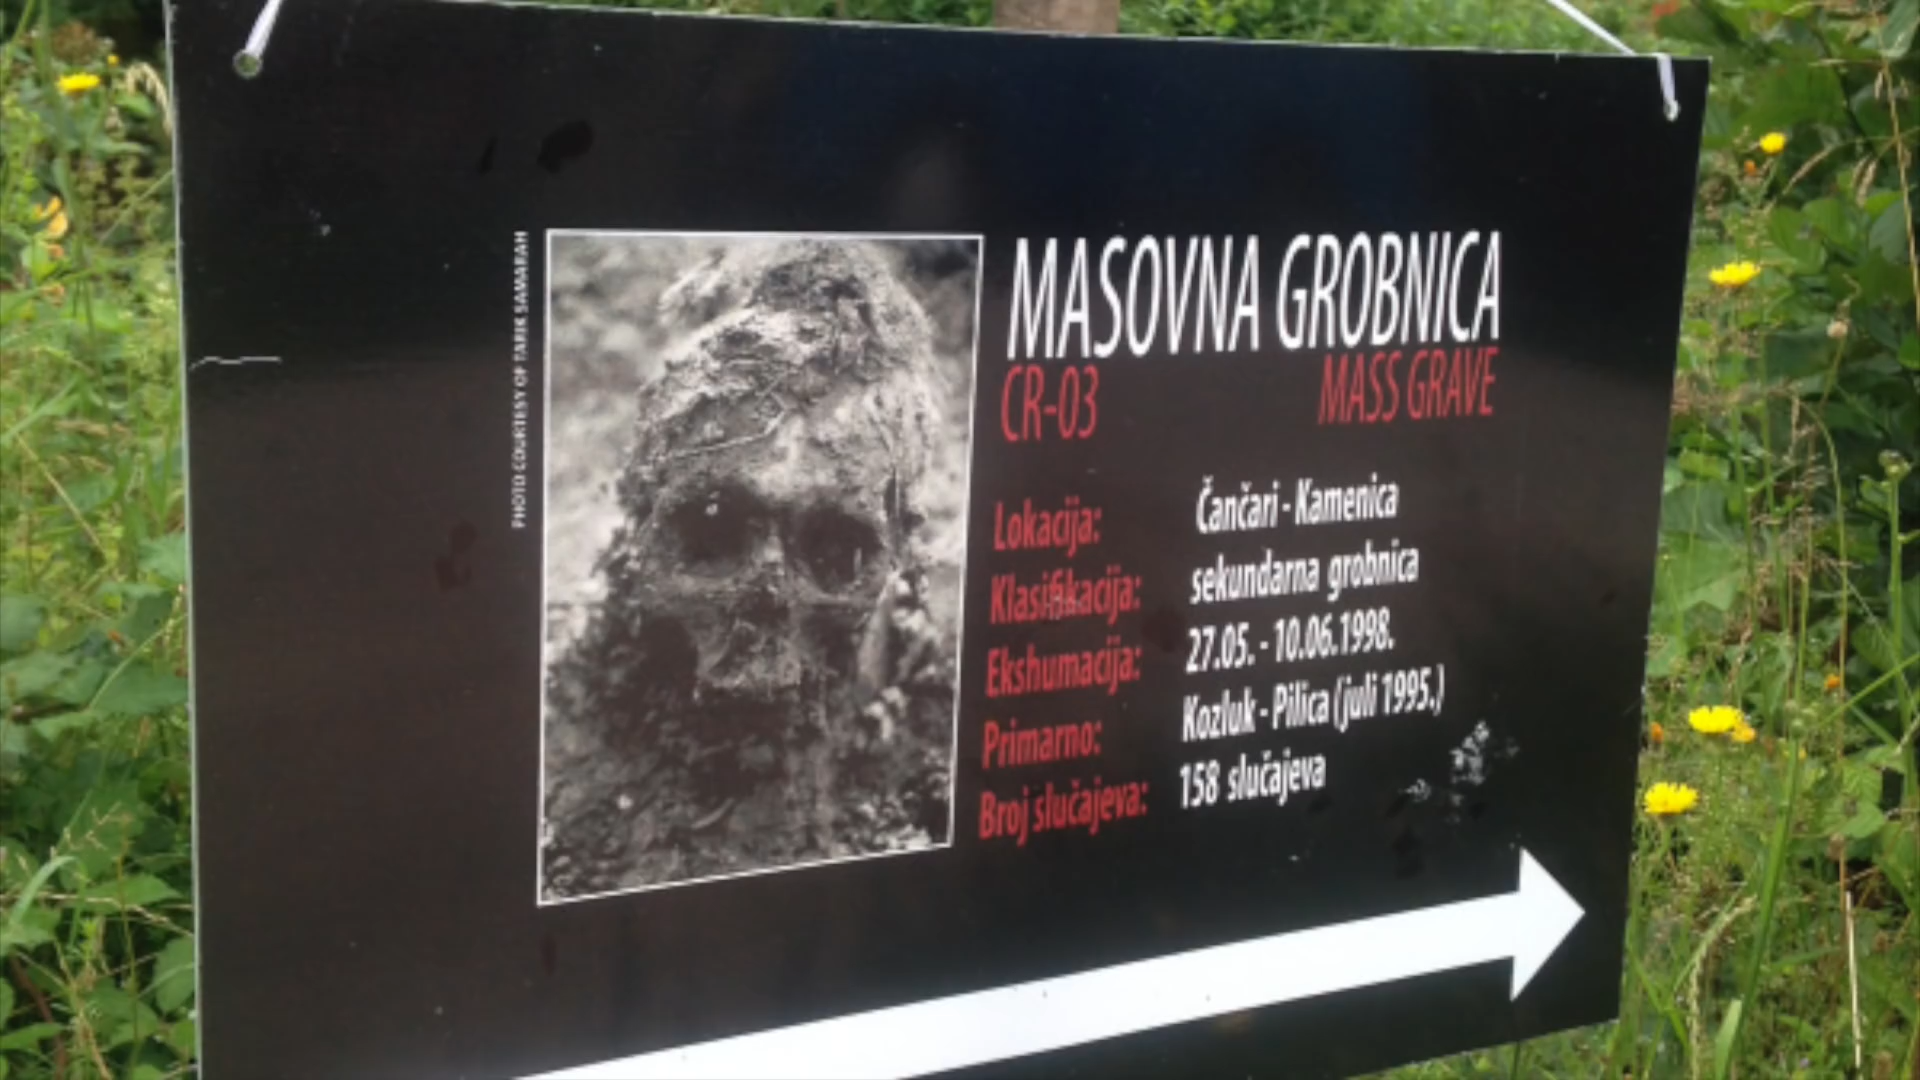 PHOTO COURTESY OF TARIK SAMARAH
MASOVNA GROBNICA
CR-03 MASS GRAVE
Lokacija: Čančari - Kamenica
Klasifikacija: sekundarna grobnica
Ekshumacija: 27.05. - 10.06.1998.
Primarno: Kozluk - Pilica (juli 1995.)
Broj slučajeva: 158 slučajeva